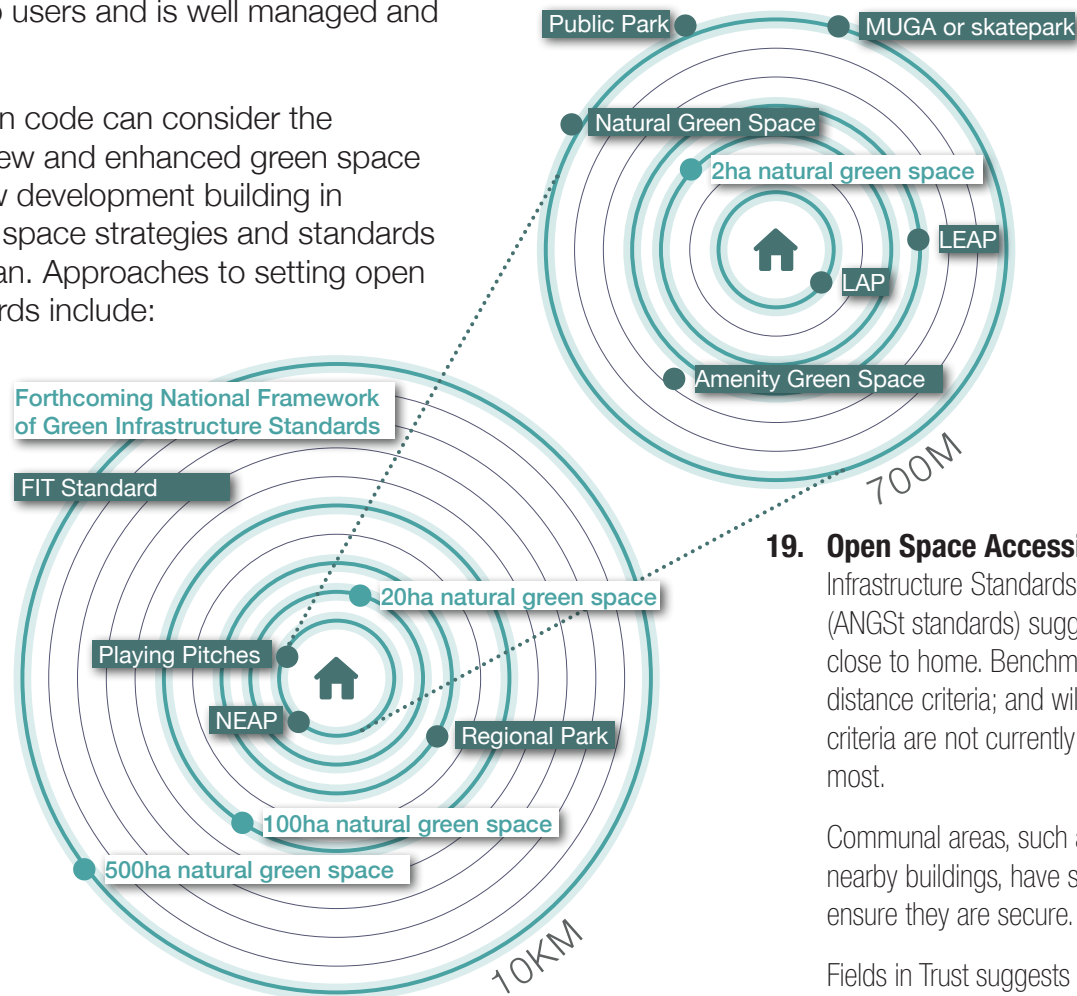 users and is well managed and
n code can consider the
ew and enhanced green space
development building in
space strategies and standards
an. Approaches to setting open
rds include:
Public Park
MUGA or skatepark
Natural Green Space
2ha natural green space
LEAP
LAP
Amenity Green Space
700M
Forthcoming National Framework
of Green Infrastructure Standards
FIT Standard
20ha natural green space
Playing Pitches
NEAP
Regional Park
100ha natural green space
500ha natural green space
10KM
19. Open Space Accessi
Infrastructure Standards
(ANGSt standards) sugg
close to home. Benchm
distance criteria; and wil
criteria are not currently
most.
Communal areas, such a
nearby buildings, have s
ensure they are secure.
Fields in Trust suggests